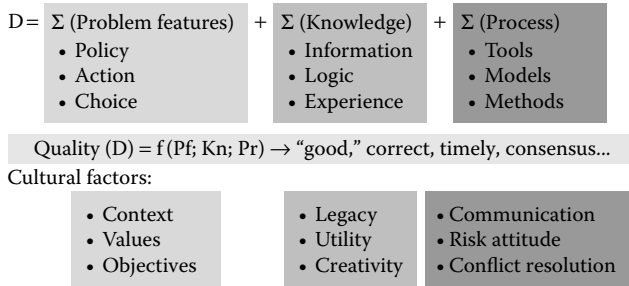 D = Σ (Problem features) + Σ (Knowledge) + Σ (Process)
• Policy • Information • Tools
• Action • Logic • Models
• Choice • Experience • Methods
Quality (D) = f (Pf; Kn; Pr) → “good,” correct, timely, consensus...
Cultural factors:
• Context • Legacy • Communication
• Values • Utility • Risk attitude
• Objectives • Creativity • Conflict resolution